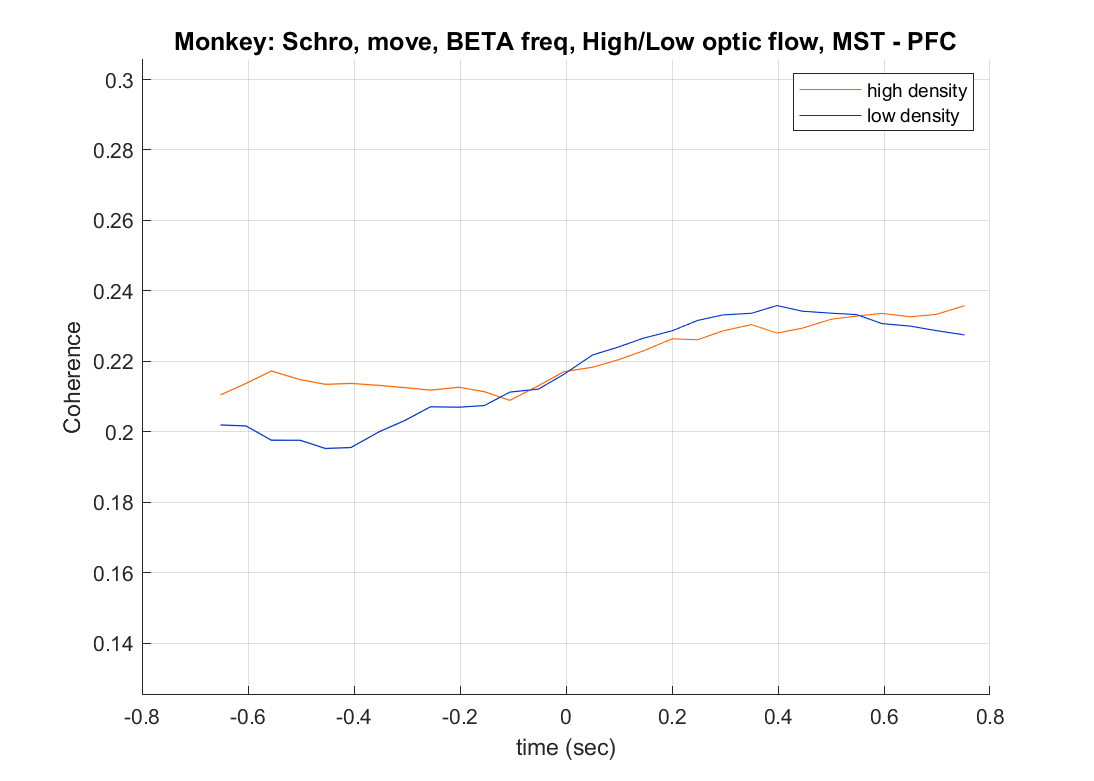 Monkey: Schro, move, BETA freq, High/Low optic flow, MST - PFC
high density
low density
0.3
0.28
0.26
0.24
0.22
0.2
0.18
0.16
0.14
Coherence
-0.8 -0.6 -0.4 -0.2 0 0.2 0.4 0.6 0.8
time (sec)